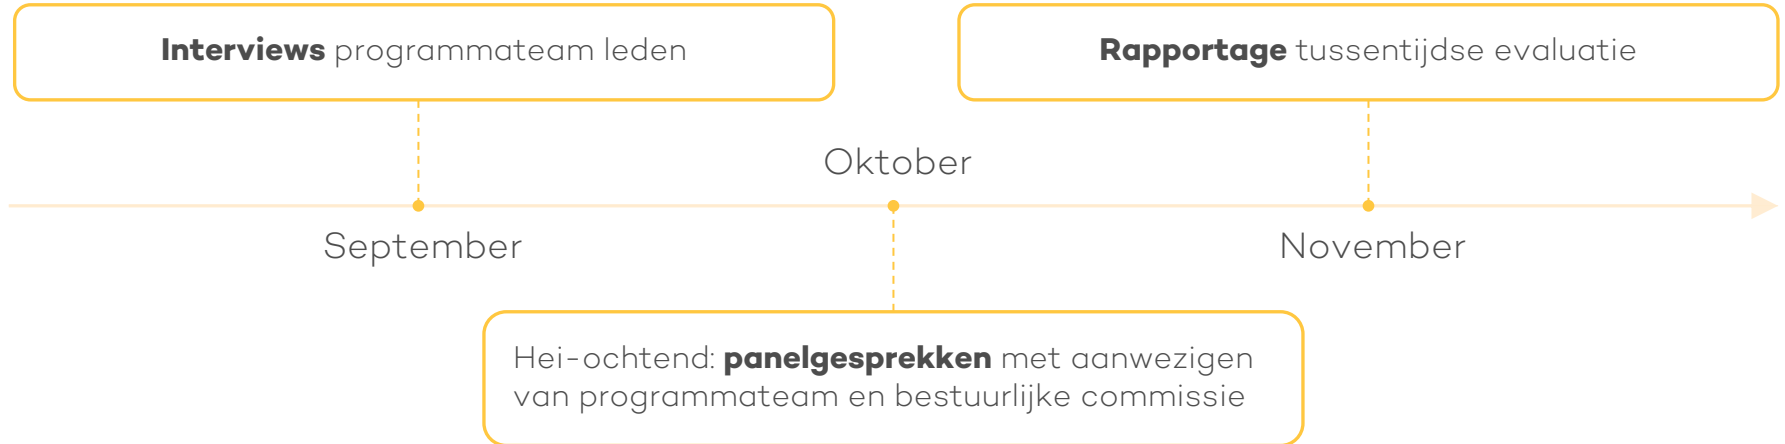 Interviews programmateam leden
Rapportage tussentijdse evaluatie
Oktober
September
November
Hei-ochtend: panelgesprekken met aanwezigen
van programmateam en bestuurlijke commissie